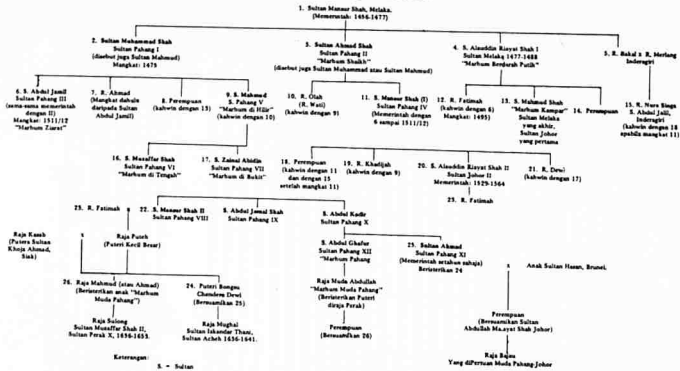 1. Sultan Mansur Shah, Melaka.
(Memerintah: 1456-1477)
2. Sultan Muhammad Shah
Sultan Pahang I
(disebut juga Sultan Mahmud)
Mangkat: 1475
3. Sultan Ahmad Shah
Sultan Pahang II
"Marhum Shaikh"
(disebut juga Sultan Muhammad atau Sultan Mahmud)
4. S. Alauddin Riayat Shah I
Sultan Melaka 1477-1488
"Marhum Berdarah Putih"
5. R. Bakal x R. Merlang
Inderagiri
6. S. Abdul Jamil
Sultan Pahang III
(sama-sama memerintah
dengan II)
Mangkat: 1511/12
"Marhum Ziarat"
7. R. Ahmad
(Mangkat dahulu
daripada Sultan
Abdul Jamil)
8. Perempuan
(kahwin dengan 13)
9. S. Mahmud
S. Pahang V
"Marhum di Hilir"
(kahwin dengan 10)
10. R. Olah
(R. Wati)
kahwin dengan 9)
11. S. Mansur Shah (I)
Sultan Pahang IV
(Memerintah dengan
6 sampai 1511/12)
12. R. Fatimah
(kahwin dengan 6)
Mangkat: 1495)
13. S. Mahmud Shah
"Marhum Kampar"
Sultan Melaka
yang akhir,
Sultan Johor
yang pertama
14. Perempuan
15. R. Nara Singa
S. Abdul Jalil,
Inderagiri
(kahwin dengan 18
apabila mangkat 11)
16. S. Muzaffar Shah
Sultan Pahang VI
"Marhum di Tengah"
17. S. Zainal Abidin
Sultan Pahang VII
"Marhum di Bukit"
18. Perempuan
(kahwin dengan 11
dan dengan 15
setelah mangkat 11)
19. R. Khadijah
(kahwin dengan 9)
20. S. Alauddin Riayat Shah II
Sultan Johor II
Memerintah: 1529-1564
21. R. Dewi
(kahwin dengan 17)
23. R. Fatimah
23. R. Fatimah x 22. S. Mansur Shah II
Sultan Pahang VIII
S. Abdul Jamal Shah
Sultan Pahang IX
S. Abdul Kadir
Sultan Pahang X
Raja Kasab
(Putera Sultan
Khoja Ahmad,
Siak)
x
Raja Puteh
(Puteri Kecil Besar)
S. Abdul Ghafur
Sultan Pahang XII
"Marhum Pahang
25. Sultan Ahmad
Sultan Pahang XI
(Memerintah setahun sahaja)
Beristerikan 24
x Anak Sultan Hasan, Brunei.
26. Raja Mahmud (atau Ahmad)
(Beristerikan anak "Marhum
Muda Pahang")
24. Puteri Bongsu
Chendera Dewi
(Bersuamikan 25)
Raja Muda Abdullah
"Marhum Muda Pahang"
(Beristerikan Puteri
diraja Perak)
Raja Sulong
Sultan Muzaffar Shah II,
Sultan Perak X, 1636-1653.
Raja Mughal
Sultan Iskandar Thani,
Sultan Acheh 1636-1641.
Perempuan
(Bersuamikan 26)
Perempuan
(Bersuamikan Sultan
Abdullah Ma.ayat Shah Johor)
Raja Bajau
Yang diPertuan Muda Pahang-Johor
Keterangan:
S. = Sultan